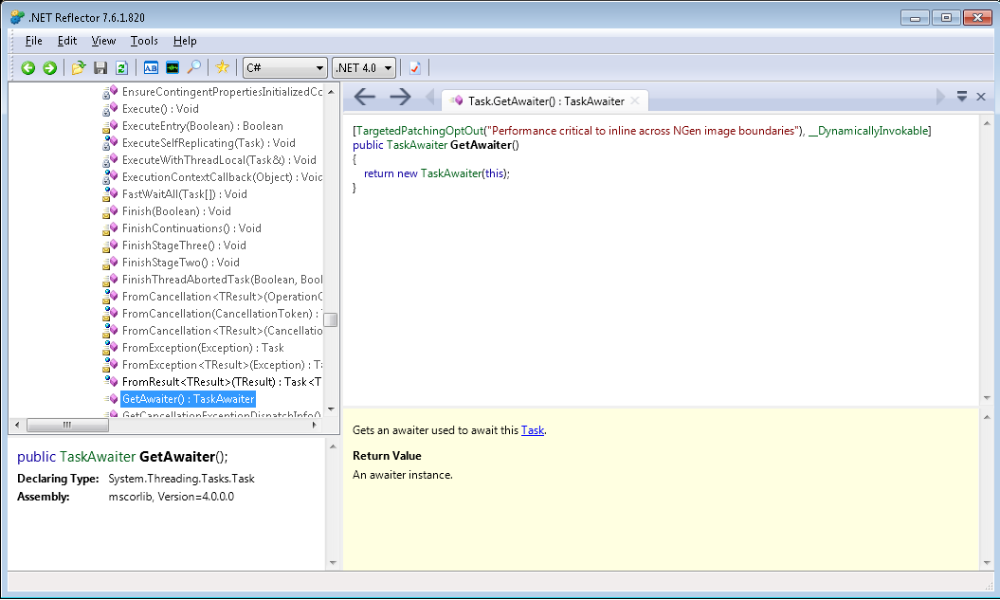 .NET Reflector 7.6.1.820
File Edit View Tools Help
C# .NET 4.0
EnsureContingentPropertiesInitializedCo
Execute() : Void
ExecuteEntry(Boolean) : Boolean
ExecuteSelfReplicating(Task) : Void
ExecuteWithThreadLocal(Task&) : Void
ExecutionContextCallback(Object) : Void
FastWaitAll(Task[]) : Void
Finish(Boolean) : Void
FinishContinuations() : Void
FinishStageThree() : Void
FinishStageTwo() : Void
FinishThreadAbortedTask(Boolean, Bool
FromCancellation<TResult>(OperationC
FromCancellation(CancellationToken) :
FromCancellation<TResult>(Cancellatio
FromException(Exception) : Task
FromException<TResult>(Exception) : Ta
FromResult<TResult>(TResult) : Task<T
GetAwaiter() : TaskAwaiter
GetCancellationExceptionDispatchInfo()
public TaskAwaiter GetAwaiter();
Declaring Type: System.Threading.Tasks.Task
Assembly: mscorlib, Version=4.0.0.0
Task.GetAwaiter() : TaskAwaiter
[TargetedPatchingOptOut("Performance critical to inline across NGen image boundaries"), __DynamicallyInvokable]
public TaskAwaiter GetAwaiter()
{
return new TaskAwaiter(this);
}
Gets an awaiter used to await this Task.
Return Value
An awaiter instance.